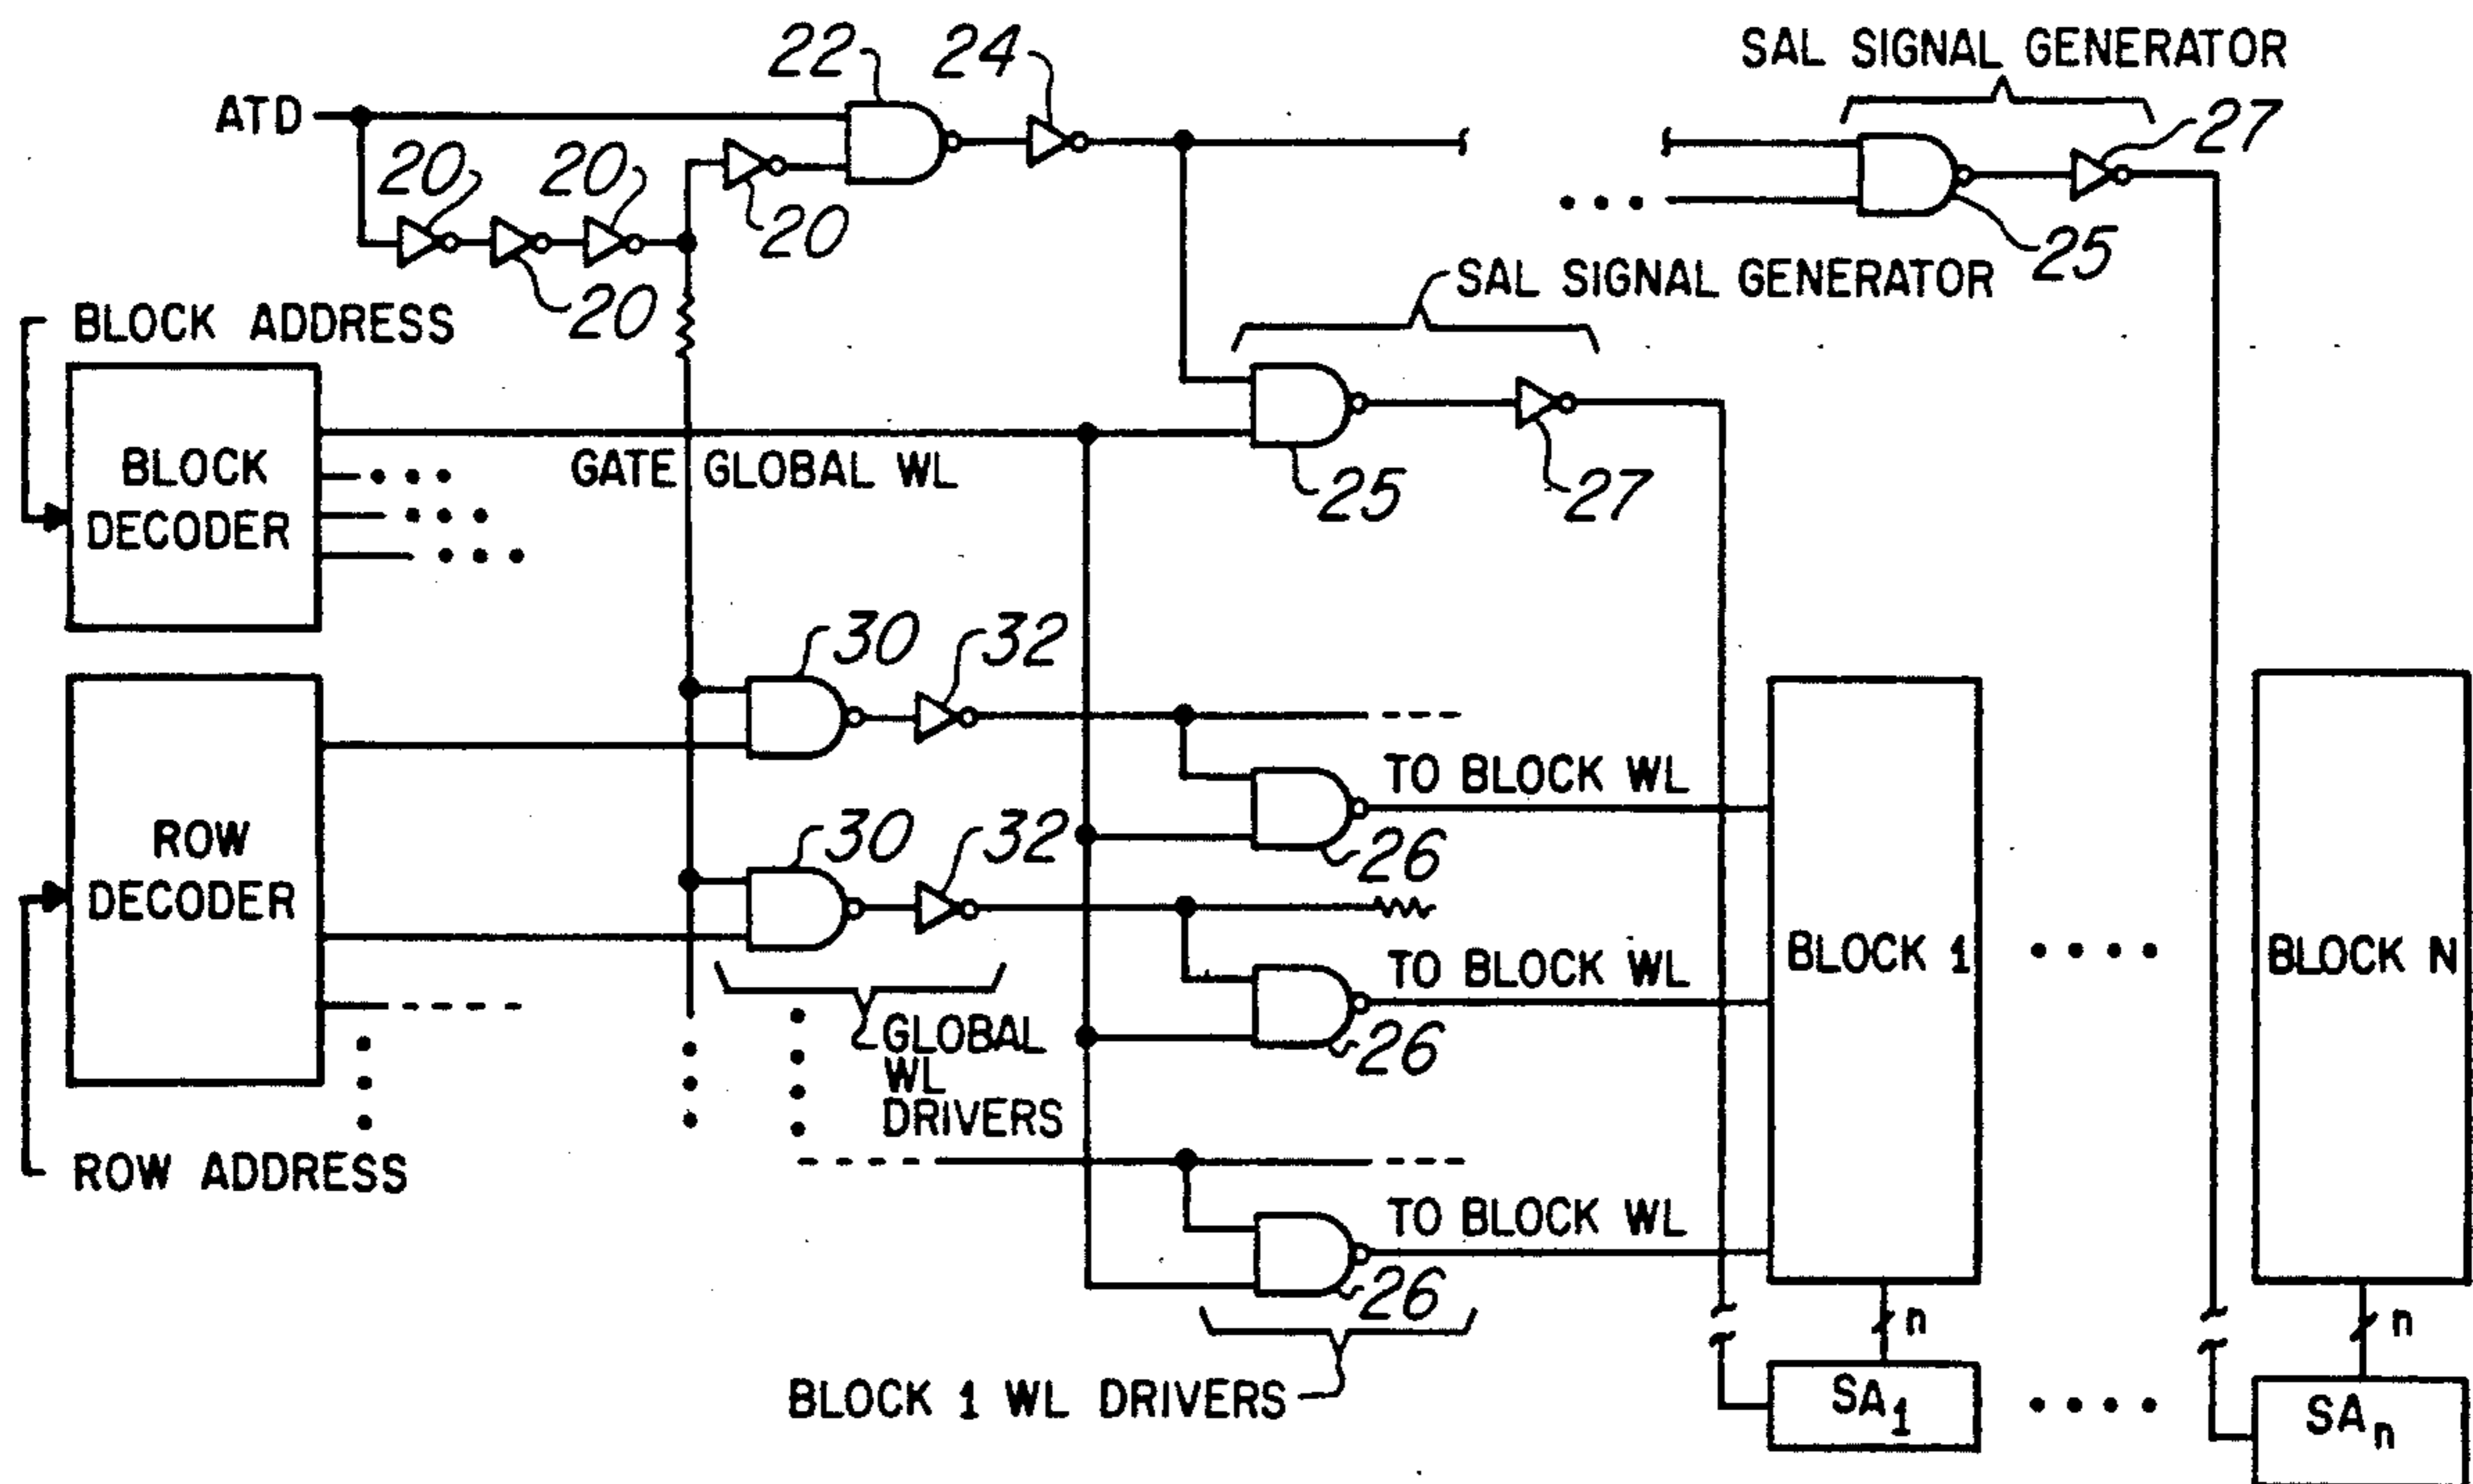 22
24
SAL SIGNAL GENERATOR
ATD
20
20
20
20
27
25
SAL SIGNAL GENERATOR
BLOCK ADDRESS
BLOCK
DECODER
GATE GLOBAL WL
25
27
30
32
TO BLOCK WL
26
ROW
DECODER
30
32
TO BLOCK WL
26
BLOCK 1
BLOCK N
GLOBAL
WL
DRIVERS
ROW ADDRESS
TO BLOCK WL
26
n
n
BLOCK 1 WL DRIVERS
SA1
SAn